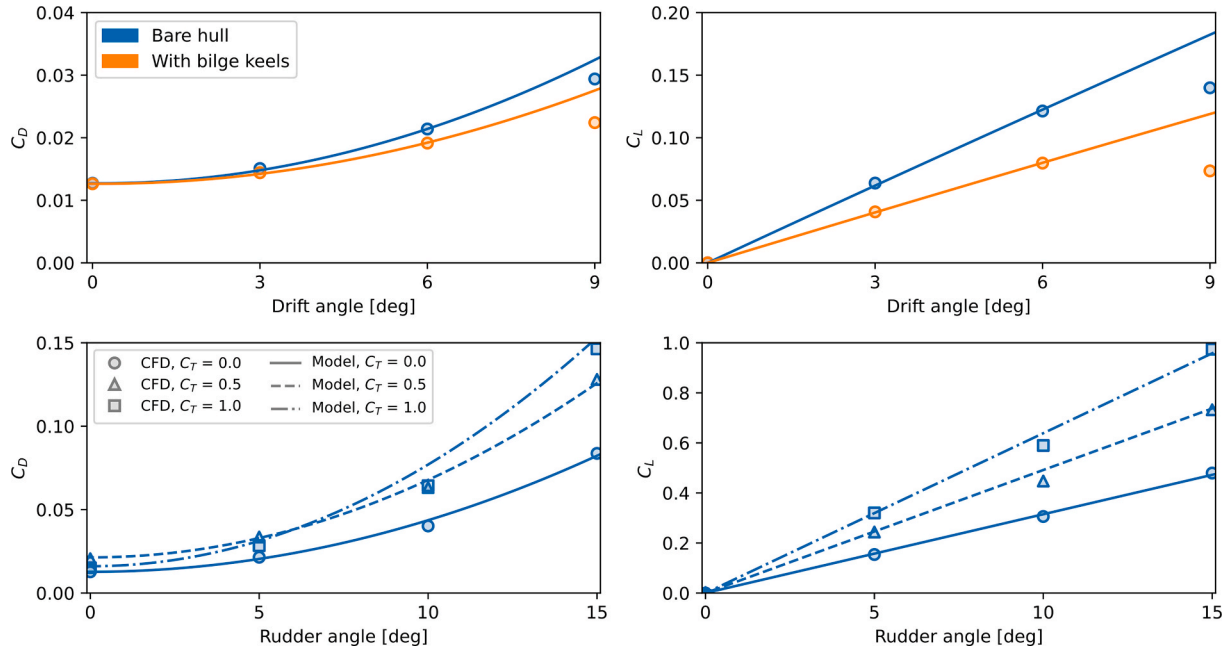 0.04
0.03
0.02
0.01
0.00
C_D
Bare hull
With bilge keels
0 3 6 9
Drift angle [deg]
0.20
0.15
0.10
0.05
0.00
C_L
0 3 6 9
Drift angle [deg]
0.15
0.10
0.05
0.00
C_D
CFD, C_T = 0.0
CFD, C_T = 0.5
CFD, C_T = 1.0
Model, C_T = 0.0
Model, C_T = 0.5
Model, C_T = 1.0
0 5 10 15
Rudder angle [deg]
1.0
0.8
0.6
0.4
0.2
0.0
C_L
0 5 10 15
Rudder angle [deg]